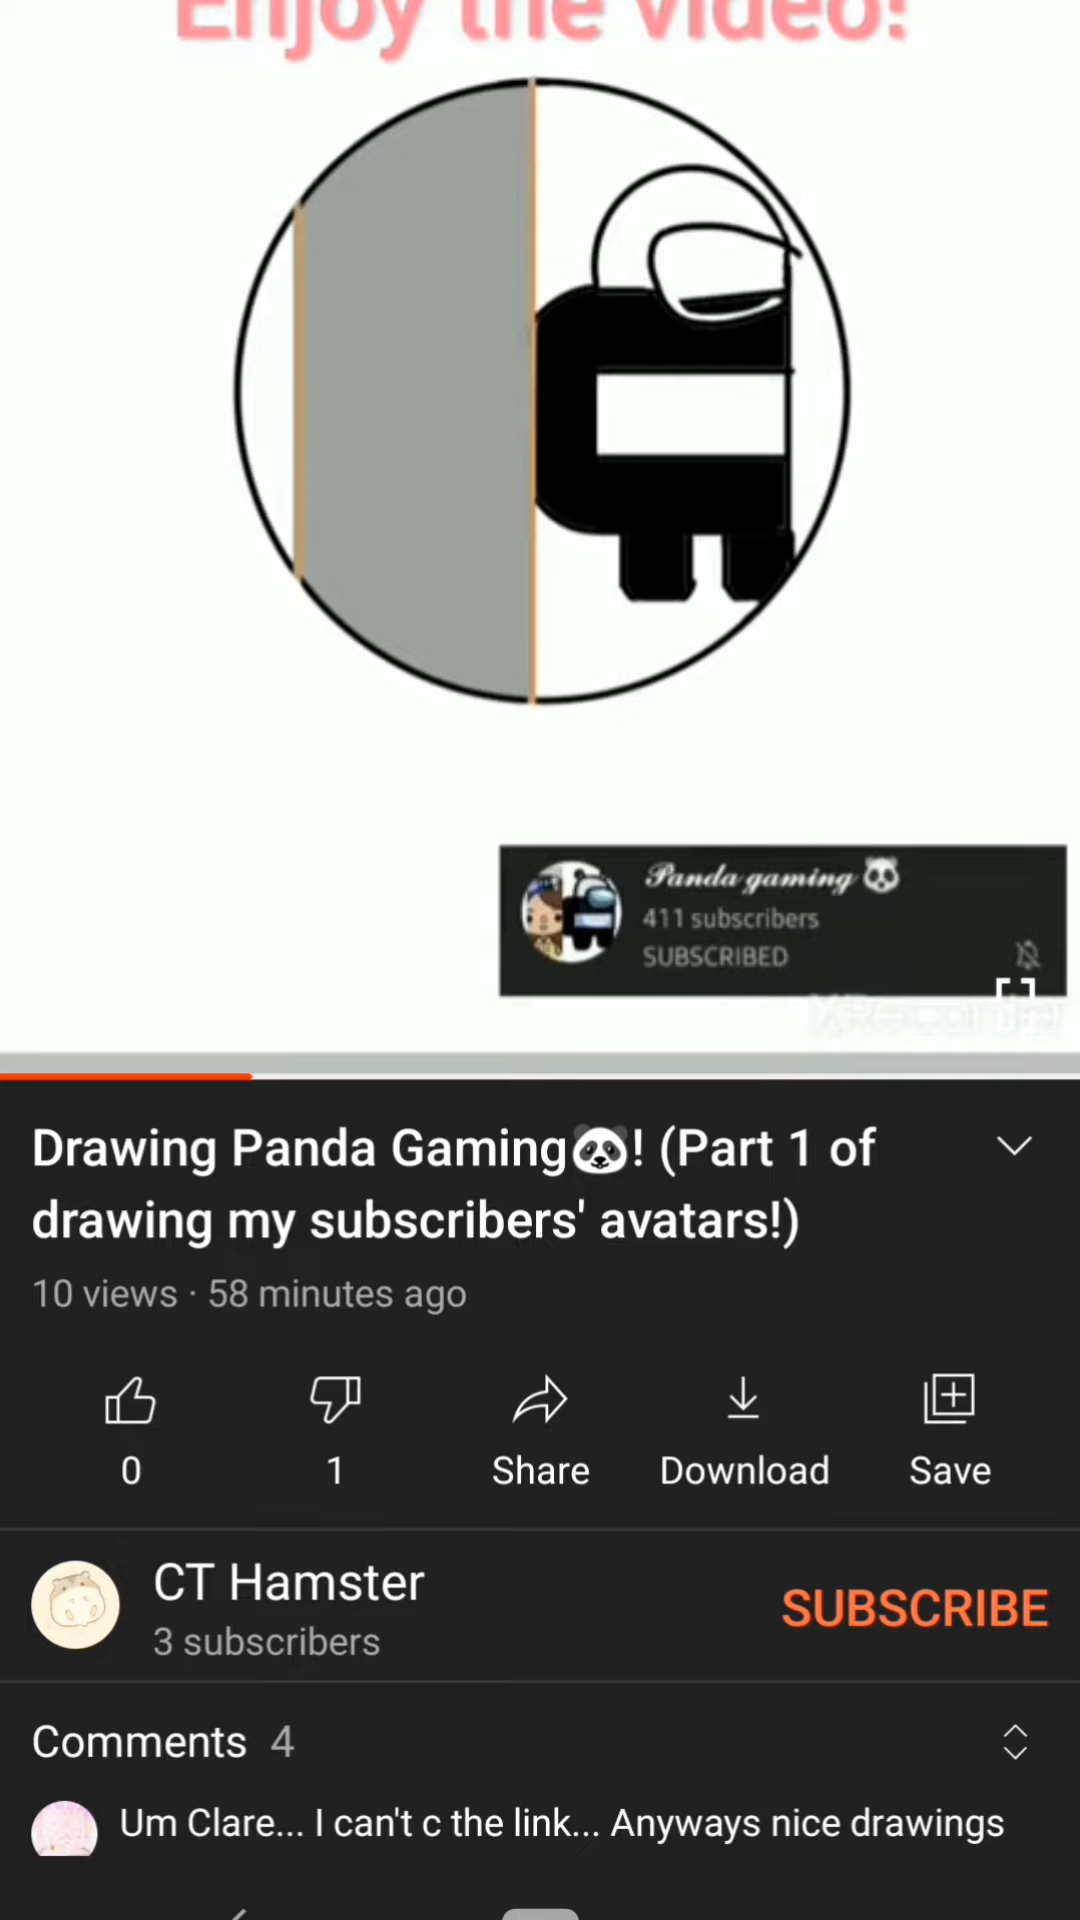 Enjoy the video!
𝒫anda gaming 🐼
411 subscribers
SUBSCRIBED
XRecorder
Drawing Panda Gaming🐼! (Part 1 of
drawing my subscribers' avatars!)
10 views · 58 minutes ago
0
1
Share
Download
Save
CT Hamster
3 subscribers
SUBSCRIBE
Comments 4
Um Clare... I can't c the link... Anyways nice drawings